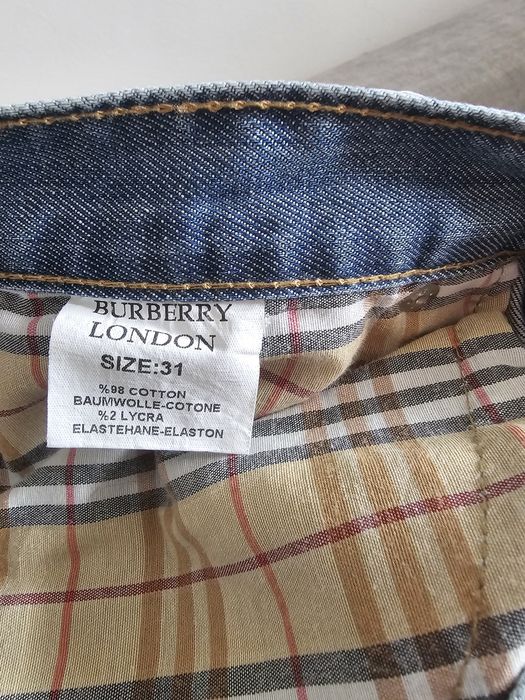 BURBERRY
LONDON
SIZE:31
%98 COTTON
BAUMWOLLE-COTONE
%2 LYCRA
ELASTEHANE-ELASTON